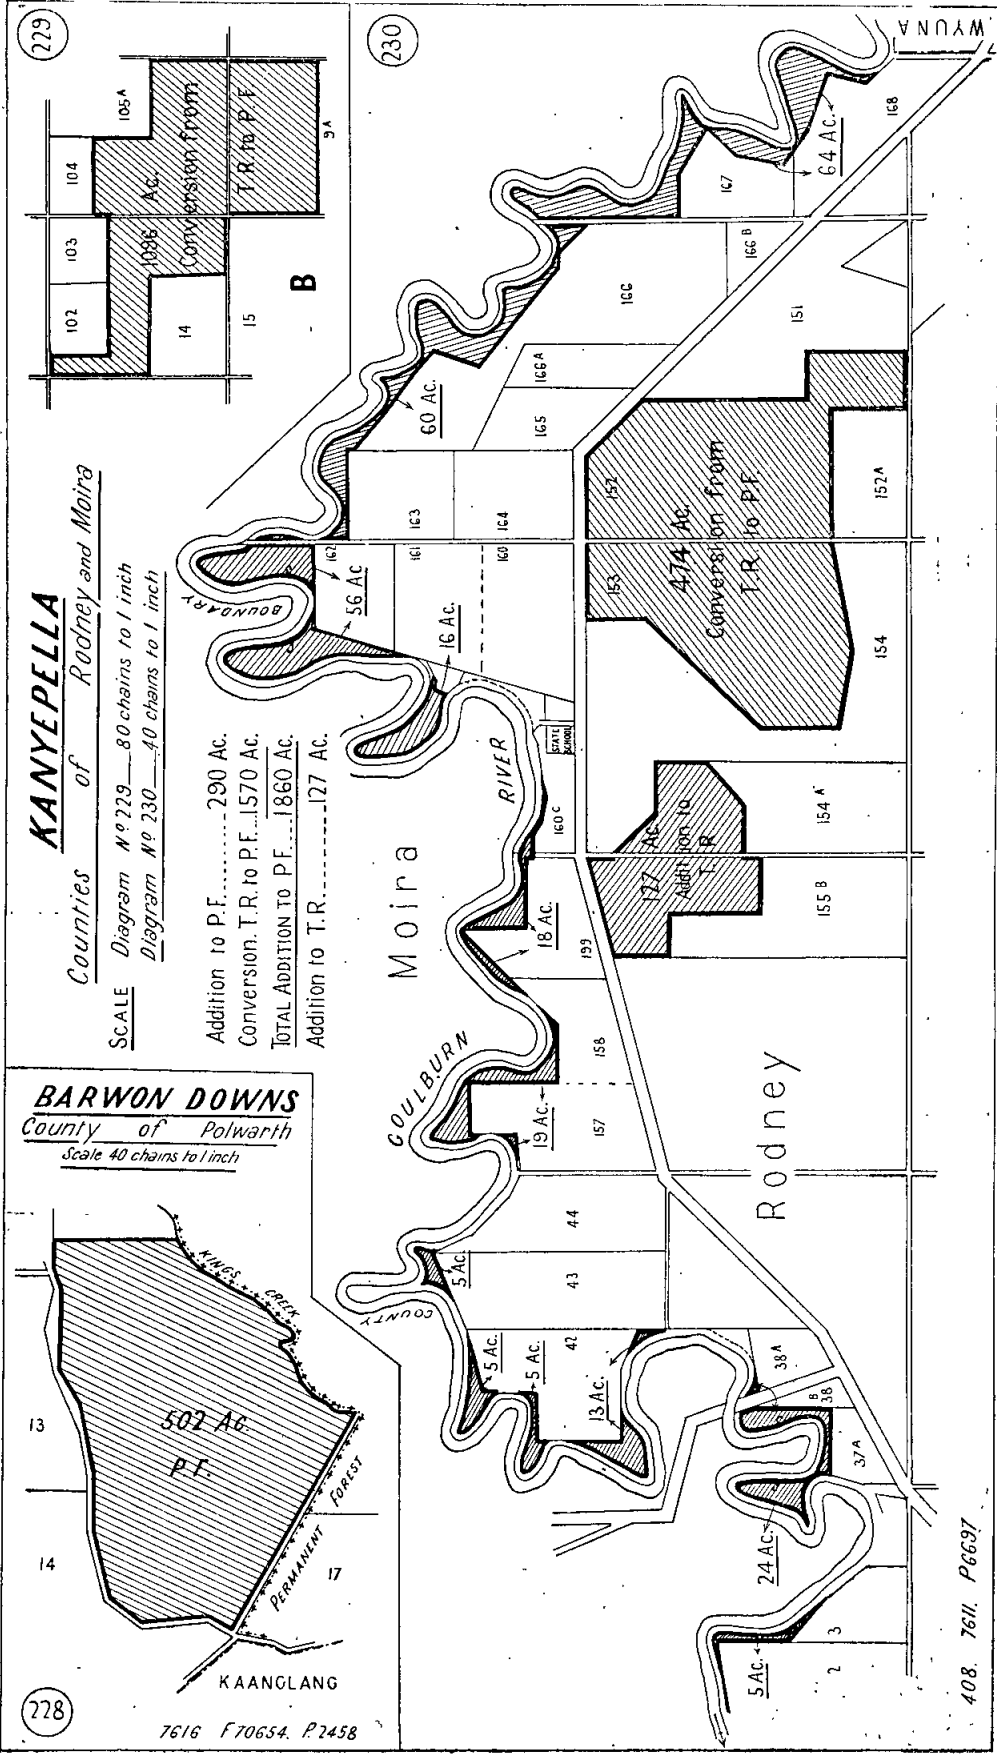 KANYEPELLA
Counties of Rodney and Moira
SCALE Diagram Nº 229 80 chains to 1 inch
Diagram Nº 230 40 chains to 1 inch
Addition to P.F. 290 Ac.
Conversion. T.R. to P.F. 1570 Ac.
TOTAL ADDITION TO P.F. 1860 Ac.
Addition to T.R. 127 Ac.
229
102
103
104
105A
1086 Ac.
Conversion from
T.R. to P.F.
14
15
9A
B
230
WYUNA
168
64 Ac.
167
166B
166
151
166A
165
60 Ac.
163
164
162
161
160
56 Ac
16 Ac.
BOUNDARY
152
153
474 Ac.
Conversion from
T.R. to P.F.
152A
154
STATE
SCHOOL
RIVER
160C
154A
127 Ac.
Addition to
T.R
155B
Moira
18 Ac.
199
158
GOULBURN
19 Ac.
157
Rodney
44
43
5 Ac.
COUNTY
42
5 Ac.
5 Ac.
13 Ac.
38A
B
38
37A
24 Ac.
5 Ac.
3
2
408. 7611. P6697
BARWON DOWNS
County of Polwarth
Scale 40 chains to 1 inch
KINGS CREEK
13
14
502 Ac.
P.F.
PERMANENT FOREST
17
KAANGLANG
228
7616 F70654. P.2458